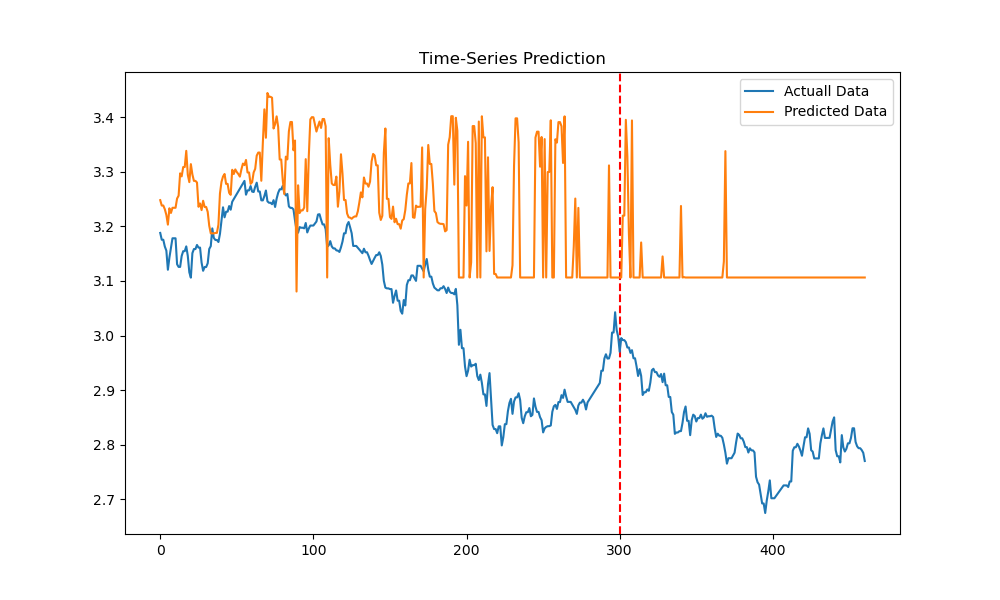 Time-Series Prediction
Actuall Data
Predicted Data
3.4
3.3
3.2
3.1
3.0
2.9
2.8
2.7
0 100 200 300 400